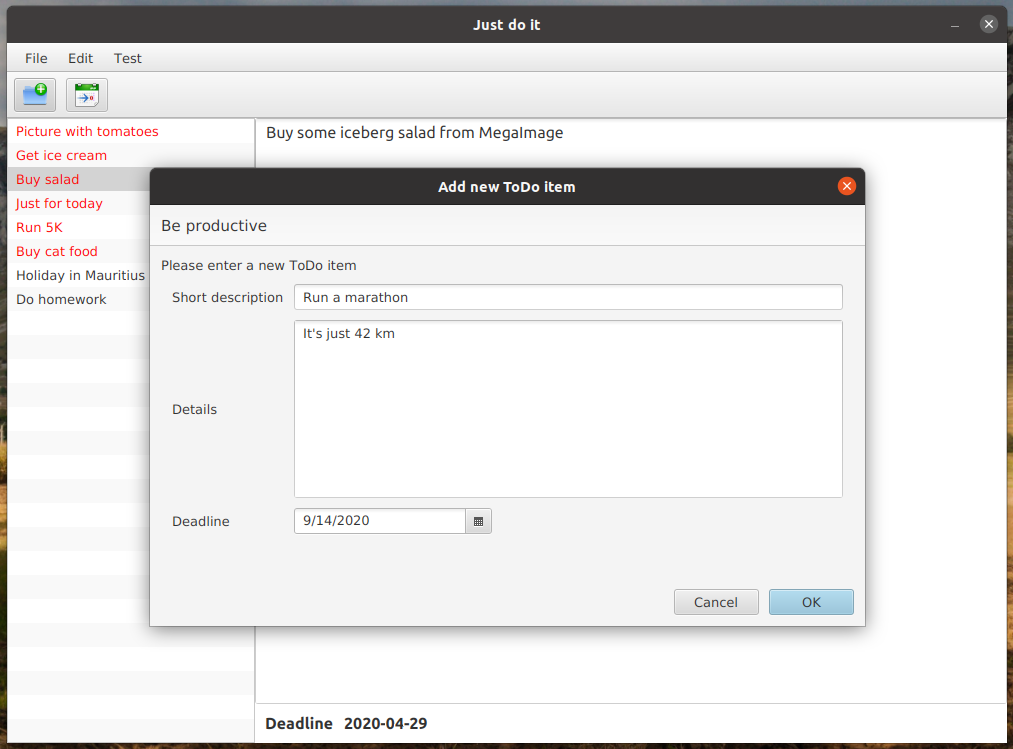 Just do it
File Edit Test
Picture with tomatoes
Get ice cream
Buy salad
Just for today
Run 5K
Buy cat food
Holiday in Mauritius
Do homework
Buy some iceberg salad from MegaImage
Add new ToDo item
Be productive
Please enter a new ToDo item
Short description Run a marathon
Details It's just 42 km
Deadline 9/14/2020
Cancel OK
Deadline 2020-04-29